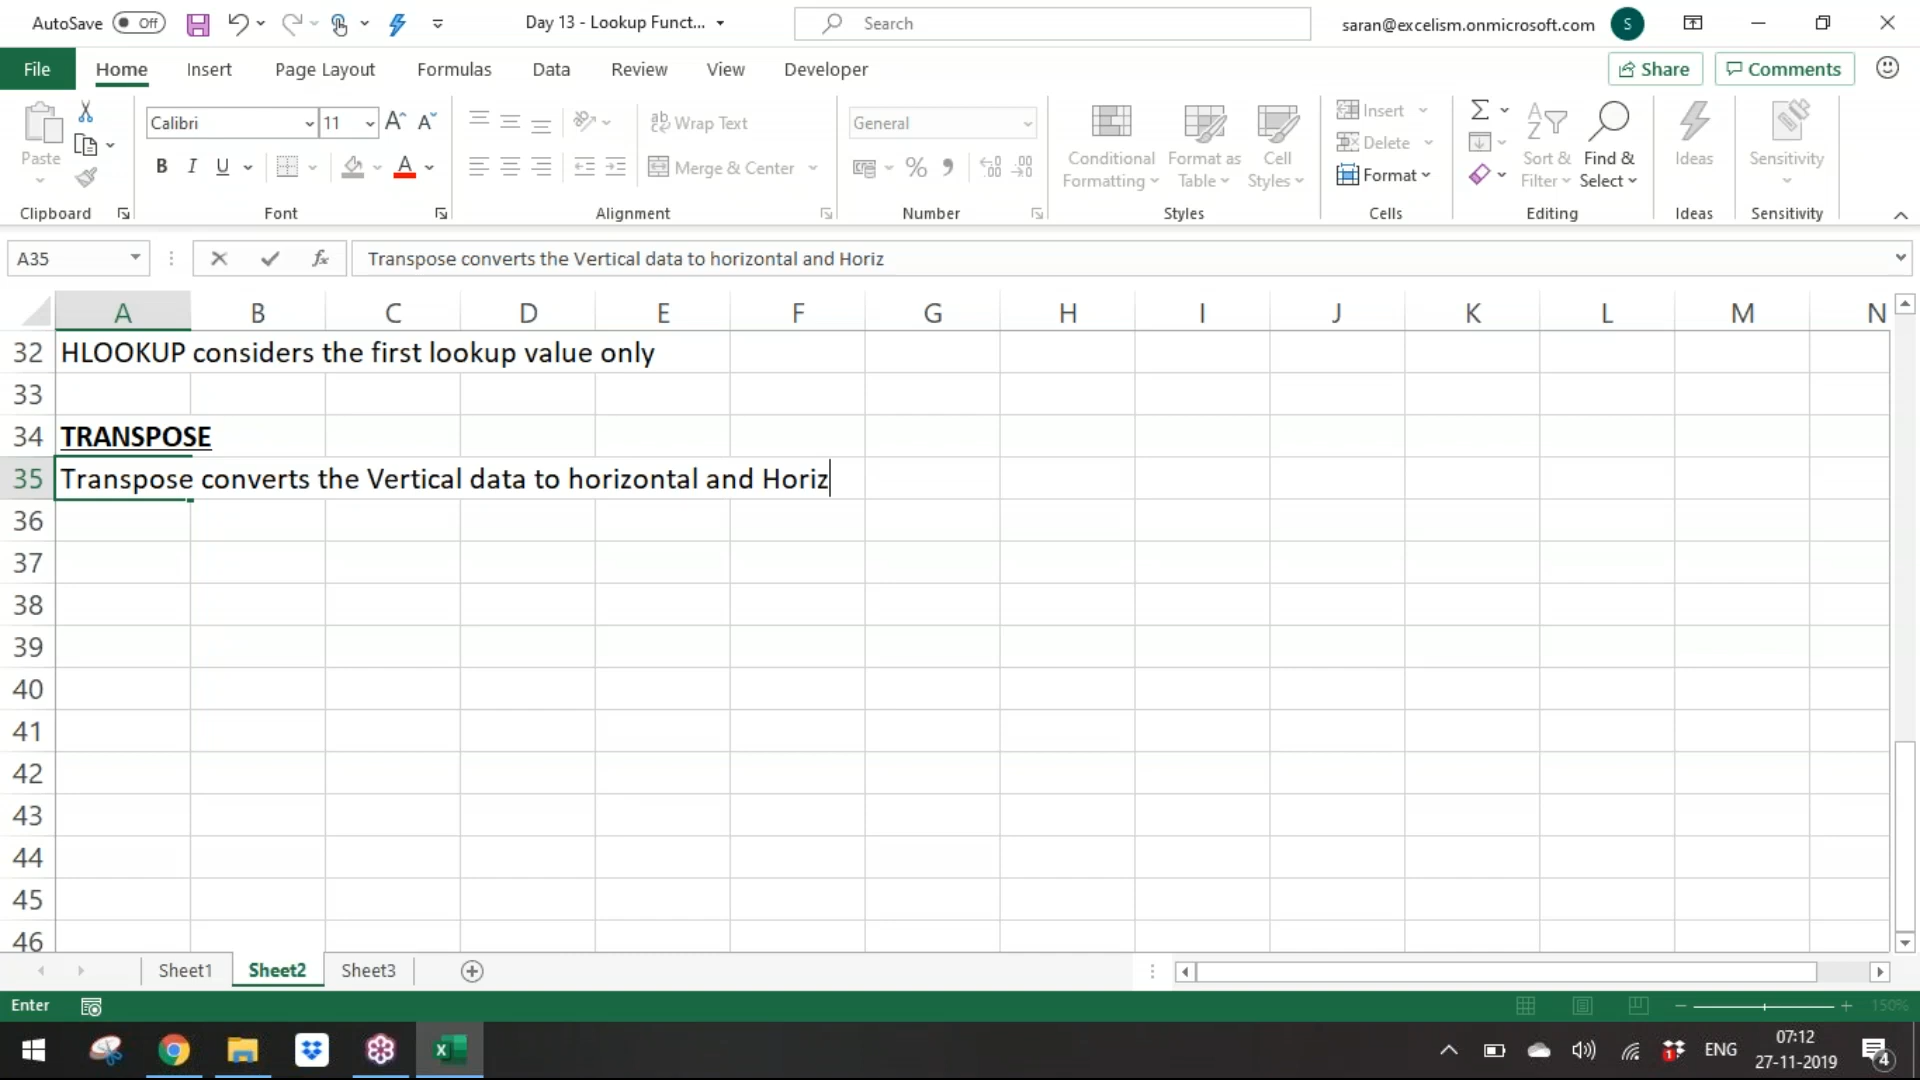 AutoSave Off Day 13 - Lookup Funct... Search saran@excelism.onmicrosoft.com S
File Home Insert Page Layout Formulas Data Review View Developer Share Comments
Calibri 11 A A Wrap Text General Insert
Paste B I U A Merge & Center % Conditional Formatting Format as Table Cell Styles Delete Format Sort & Filter Find & Select Ideas Sensitivity
Clipboard Font Alignment Number Styles Cells Editing Ideas Sensitivity
A35 fx Transpose converts the Vertical data to horizontal and Horiz
A B C D E F G H I J K L M N
32 HLOOKUP considers the first lookup value only
33
34 TRANSPOSE
35 Transpose converts the Vertical data to horizontal and Horiz
36
37
38
39
40
41
42
43
44
45
46
Sheet1 Sheet2 Sheet3
Enter 150%
1 ENG 07:12
27-11-2019 4